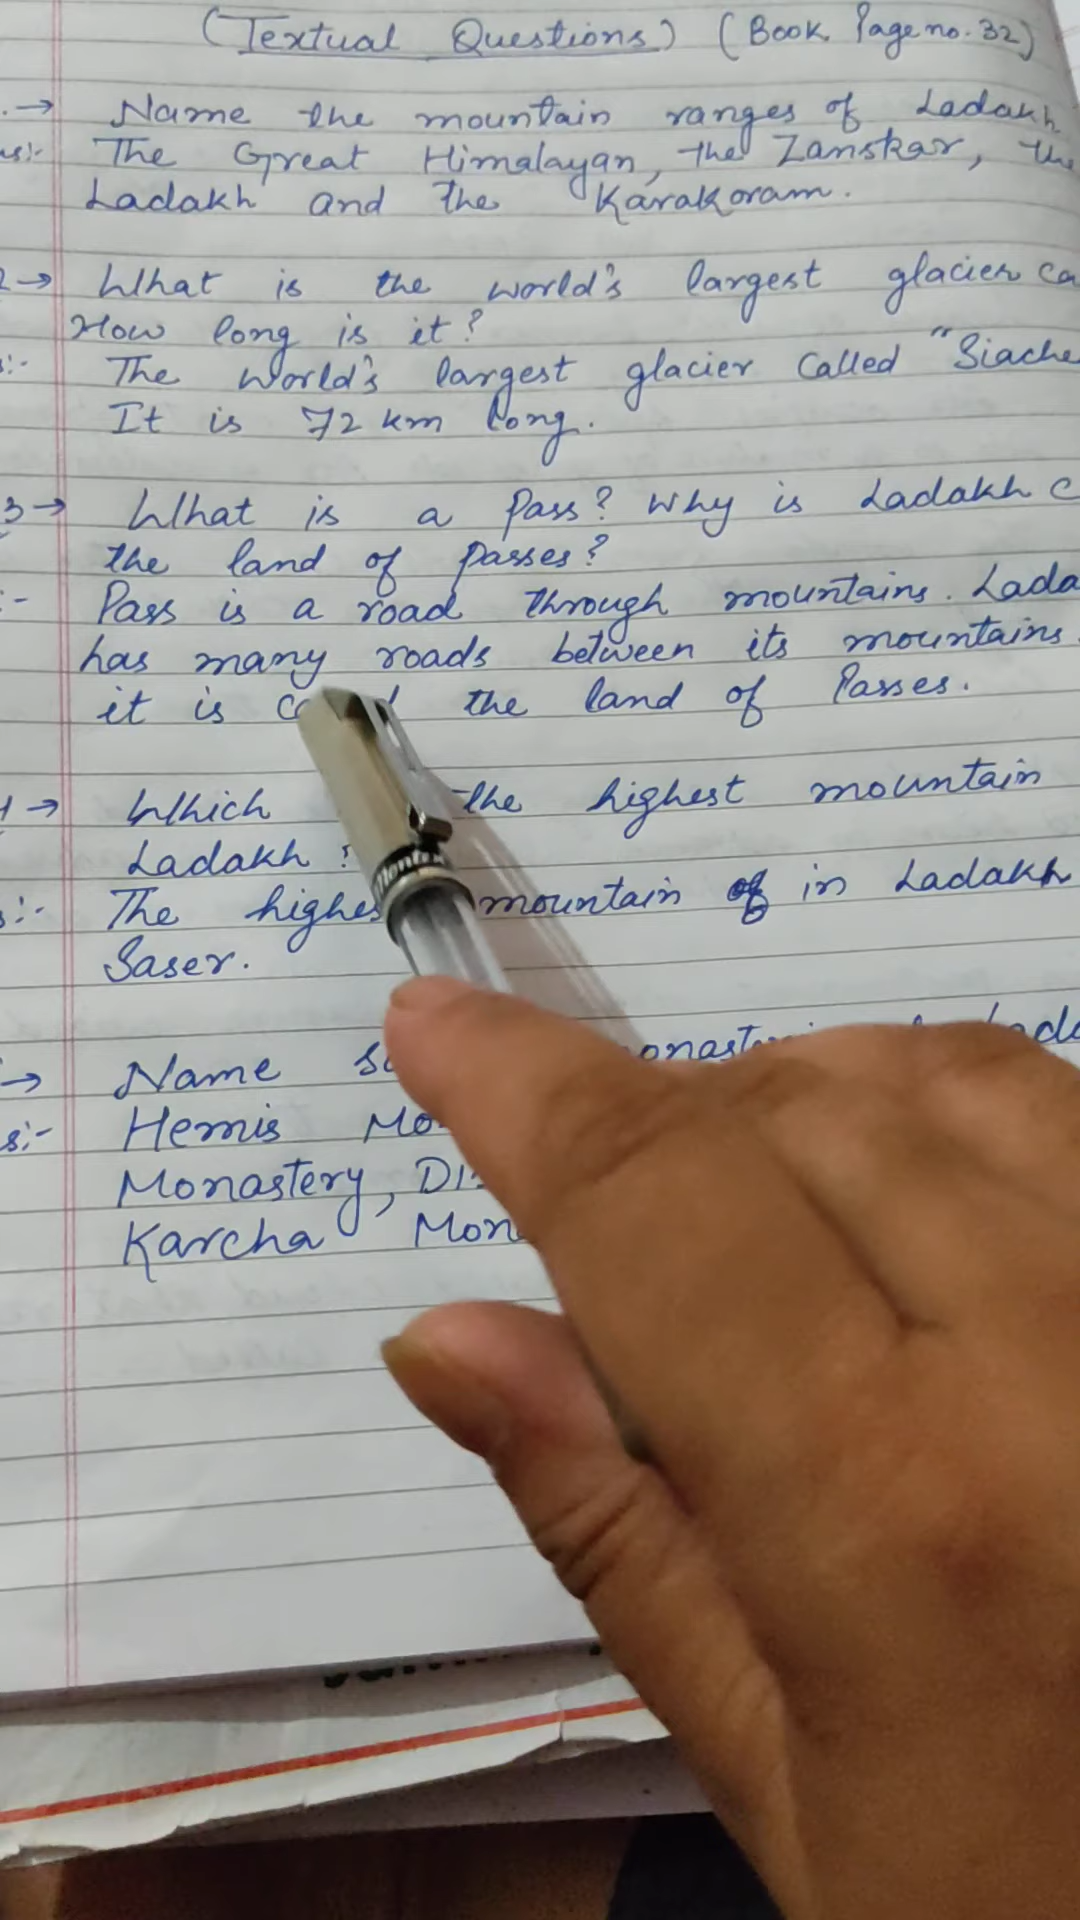 (Textual Questions) (Book Page no. 32)
Name the mountain ranges of Ladakh
The Great Himalayan, the Zanskar, the
Ladakh and the Karakoram.
2→ What is the world's largest glacier
How long is it?
The World's largest glacier called "Siache
It is 72 km long.
3→ What is a Pass? Why is Ladakh
the land of passes?
:- Pass is a road through mountains. Lada
has many roads between its mountains.
it is the land of Passes.
→ Which the highest mountain
Ladakh?
:- The highes mountain in Ladakh
Saser.
→ Name
s:- Hemis
Monastery,
Karcha
Montex